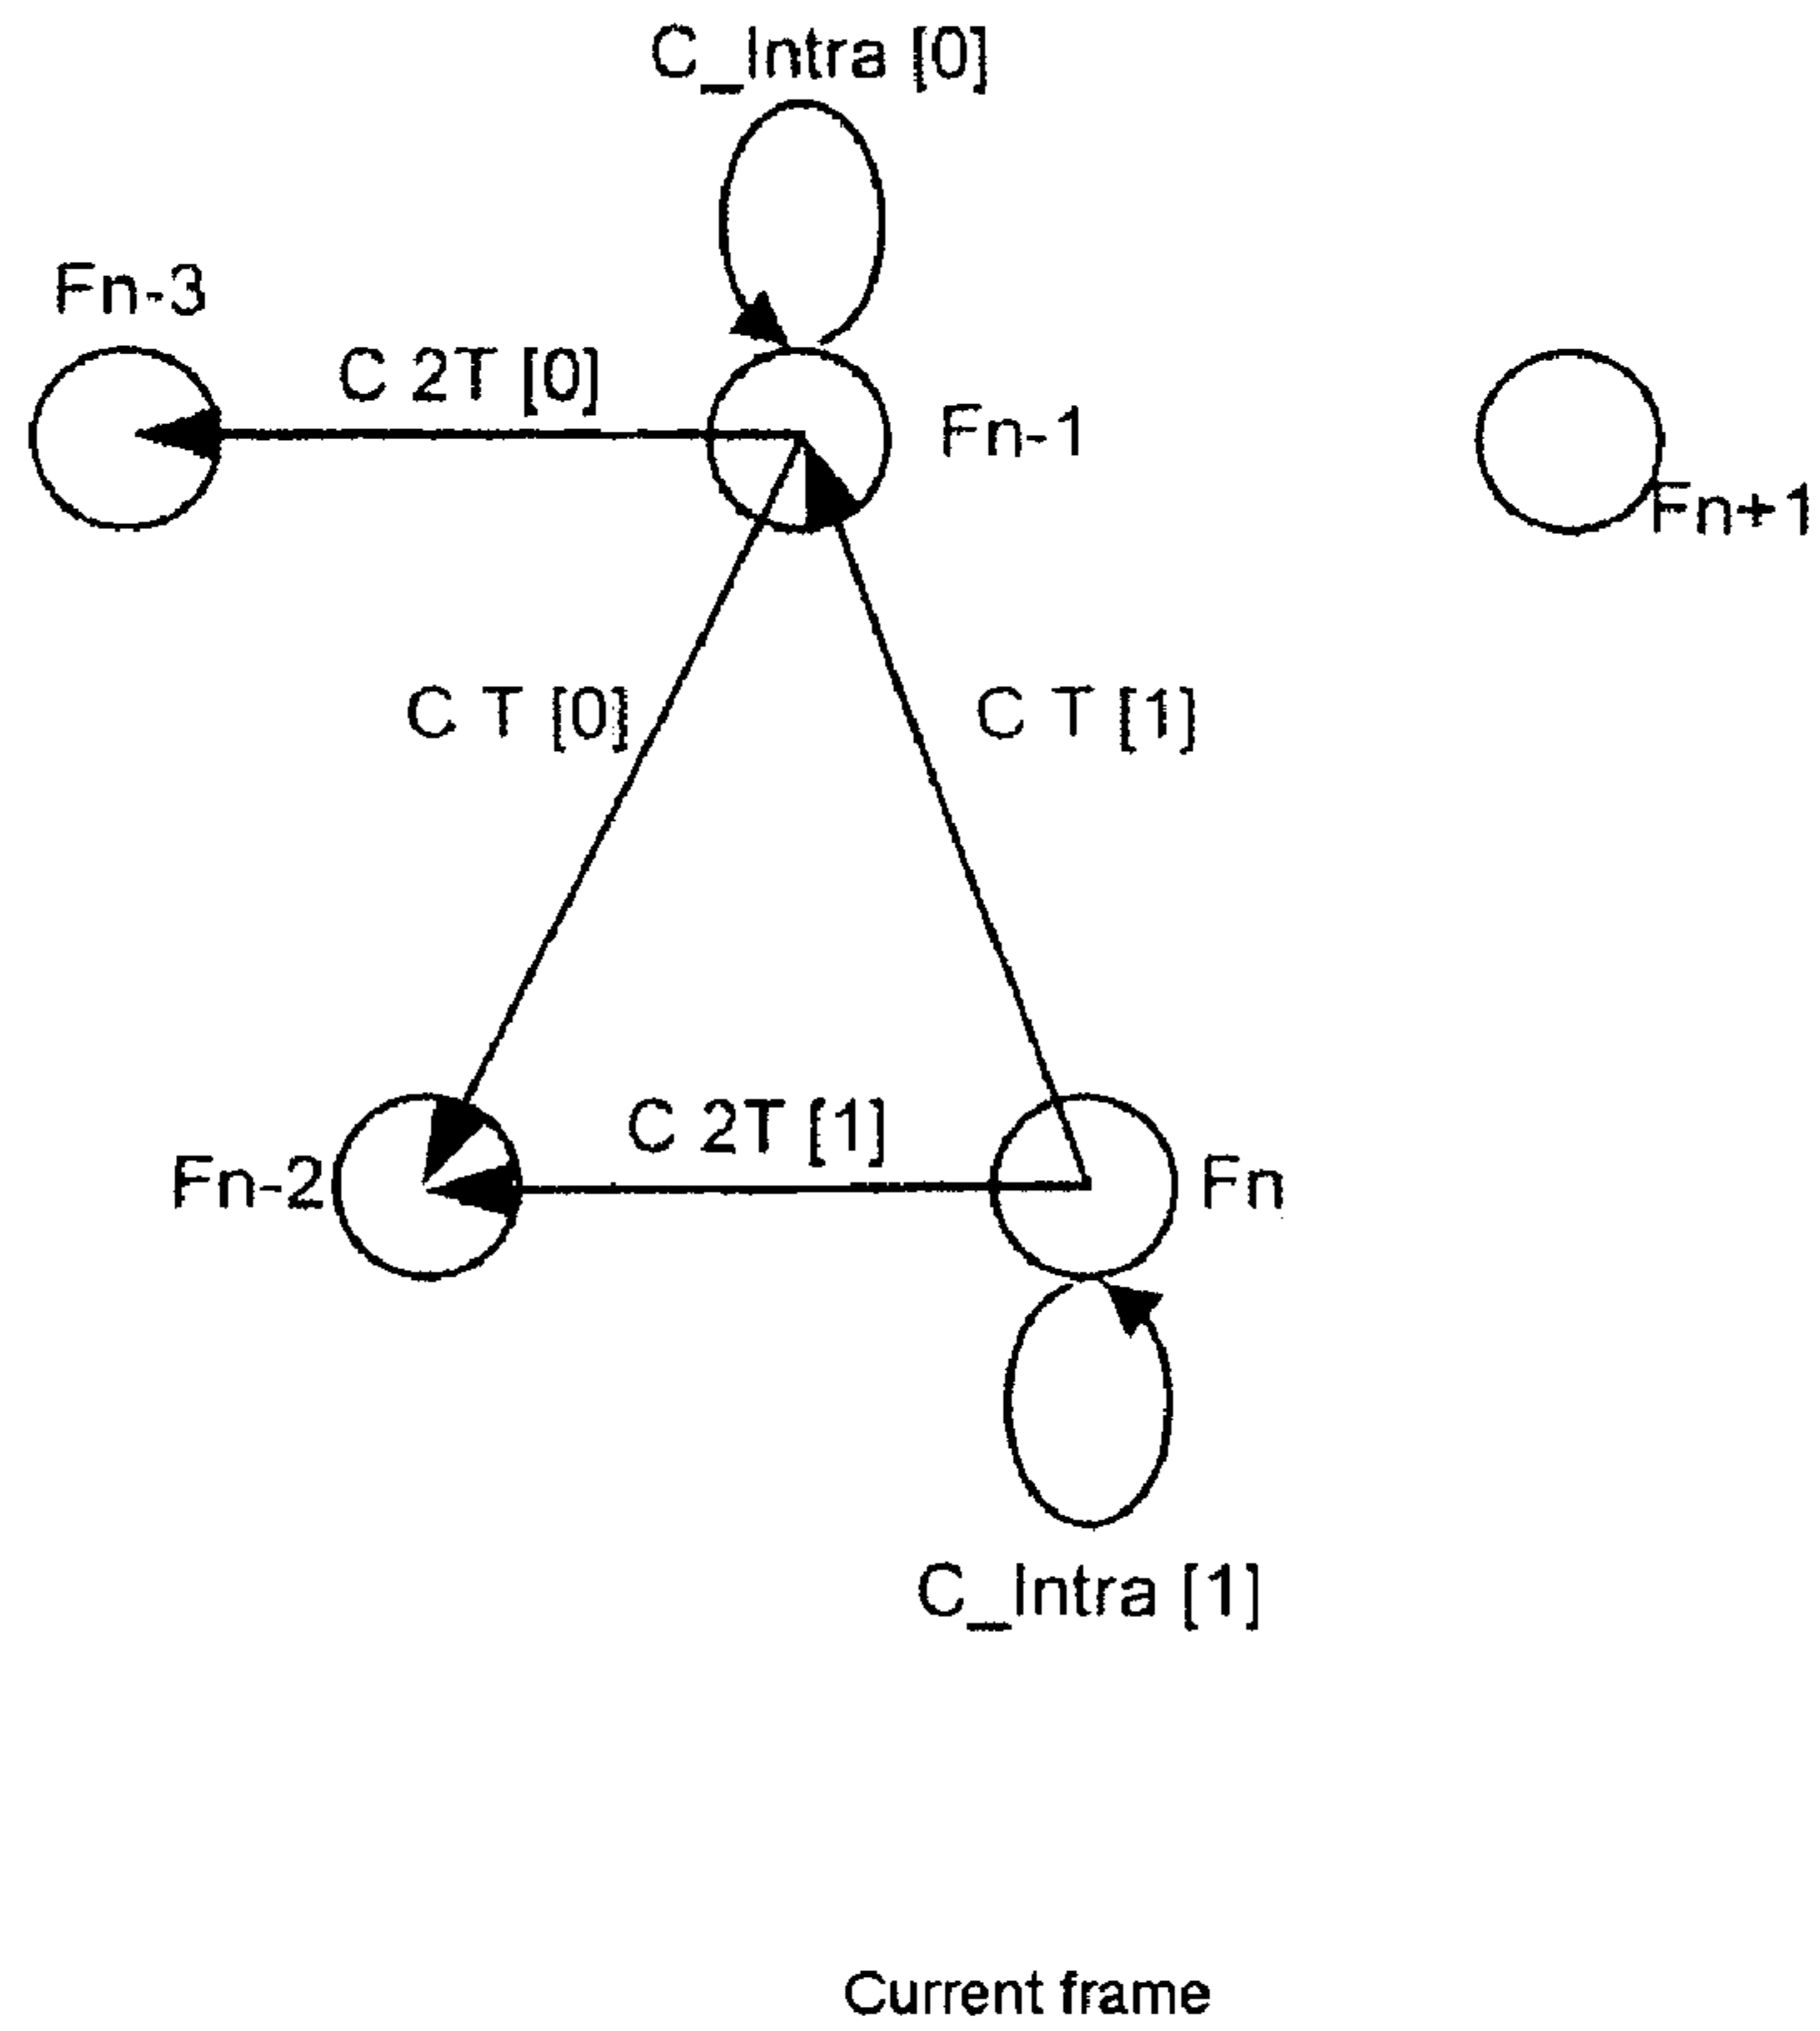 C_Intra [0]
Fn-3
C 2T [0]
Fn-1
Fn+1
C T [0]
C T [1]
C 2T [1]
Fn-2
Fn
C_Intra [1]
Current frame